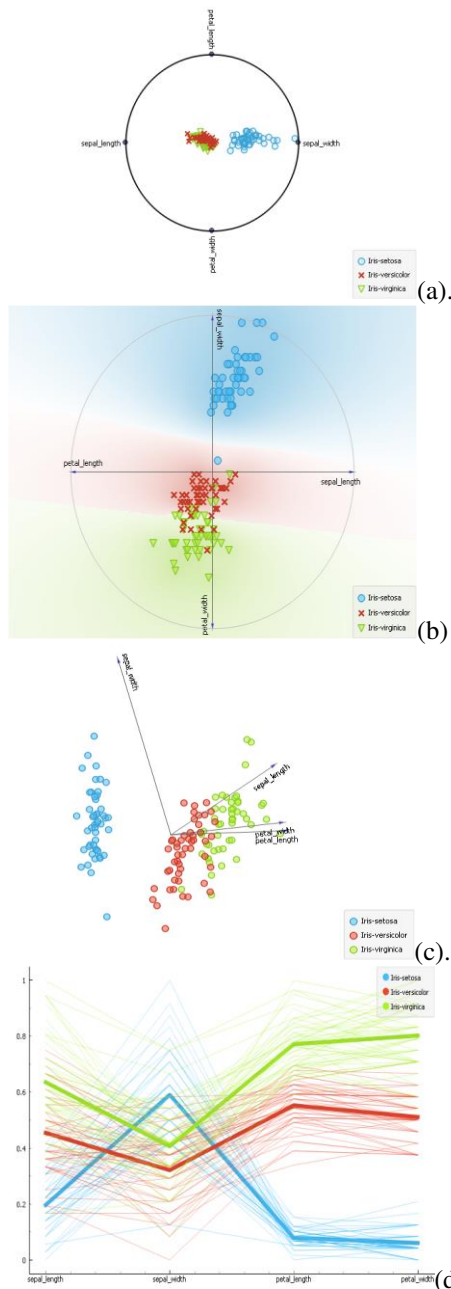 petal_length
sepal_length
sepal_width
petal_width
Iris-setosa
Iris-versicolor
Iris-virginica
(a).
sepal_width
petal_length
sepal_length
petal_width
Iris-setosa
Iris-versicolor
Iris-virginica
(b)
sepal_width
sepal_length
petal_width
petal_length
Iris-setosa
Iris-versicolor
Iris-virginica
(c).
Iris-setosa
Iris-versicolor
Iris-virginica
1
0.8
0.6
0.4
0.2
0
sepal_length sepal_width petal_length petal_width
(d